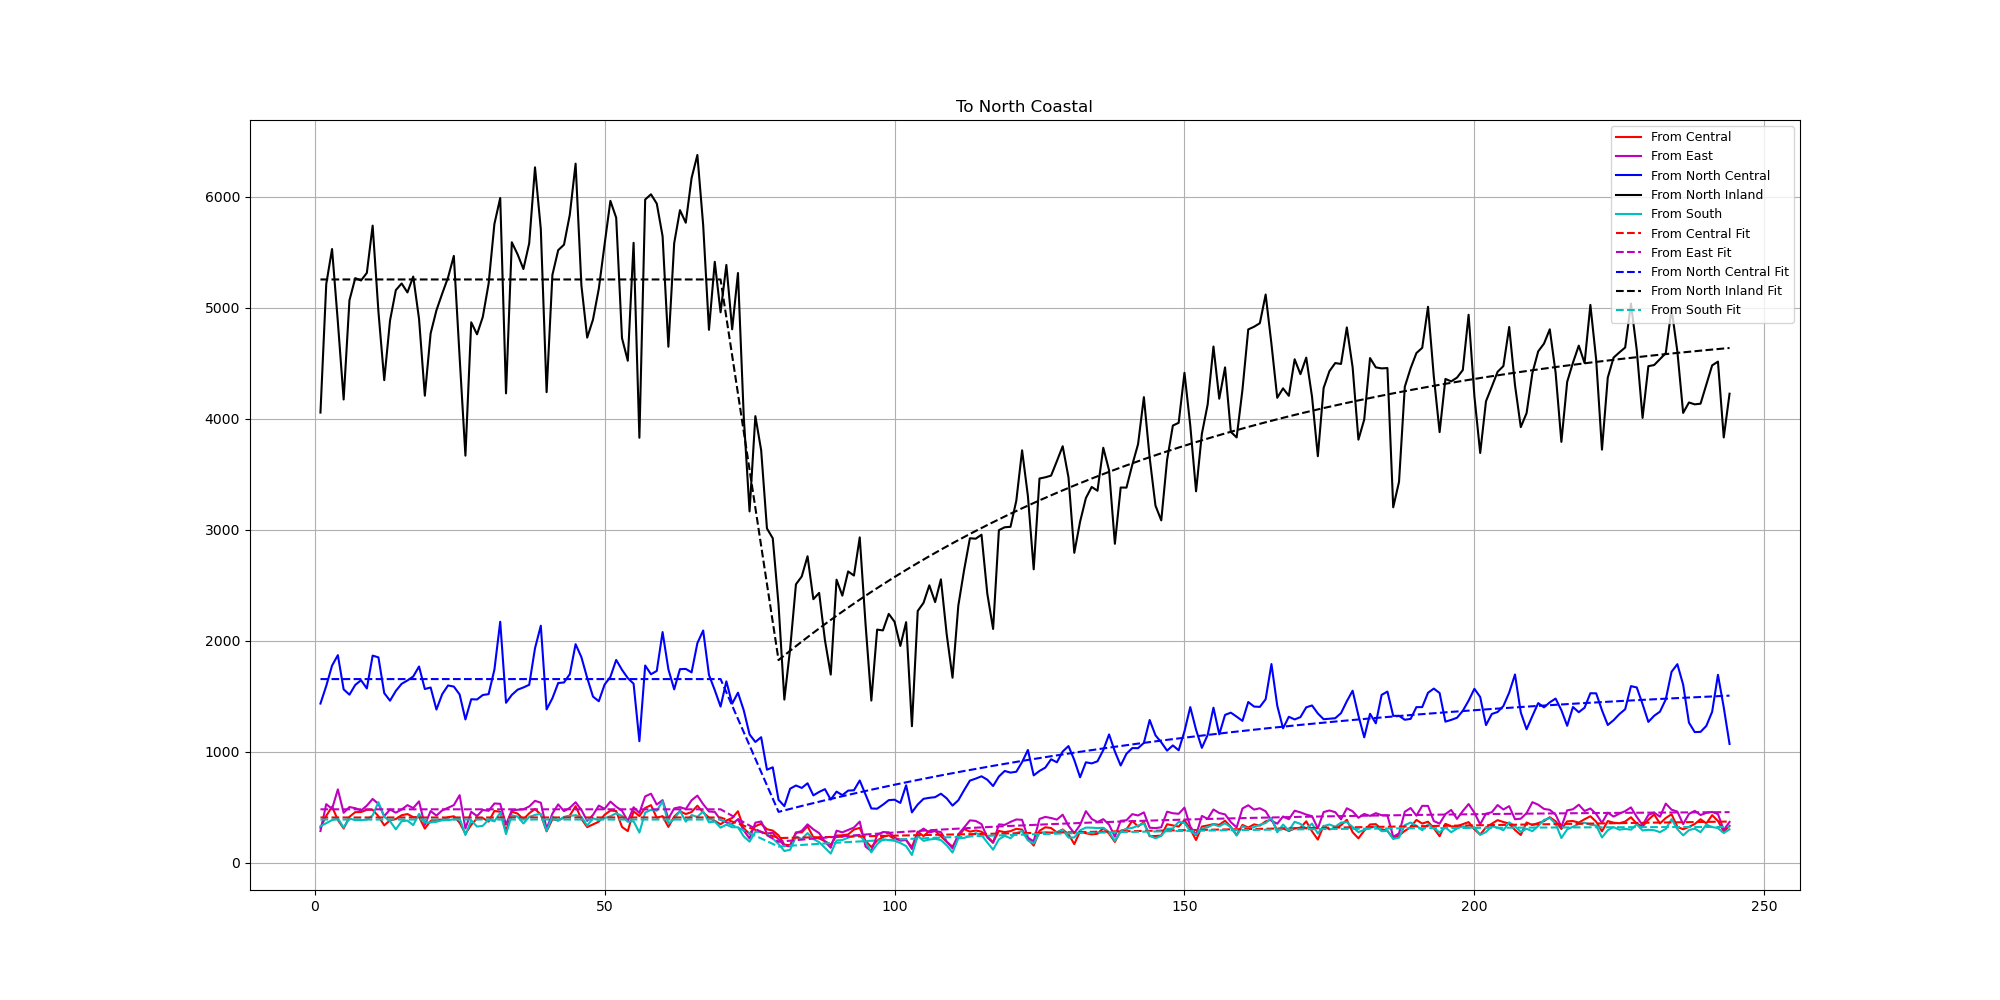 To North Coastal
From Central
From East
From North Central
From North Inland
From South
From Central Fit
From East Fit
From North Central Fit
From North Inland Fit
From South Fit
6000
5000
4000
3000
2000
1000
0
0 50 100 150 200 250